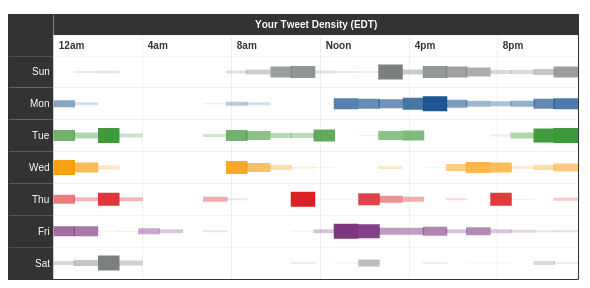 Your Tweet Density (EDT)
12am 4am 8am Noon 4pm 8pm
Sun
Mon
Tue
Wed
Thu
Fri
Sat